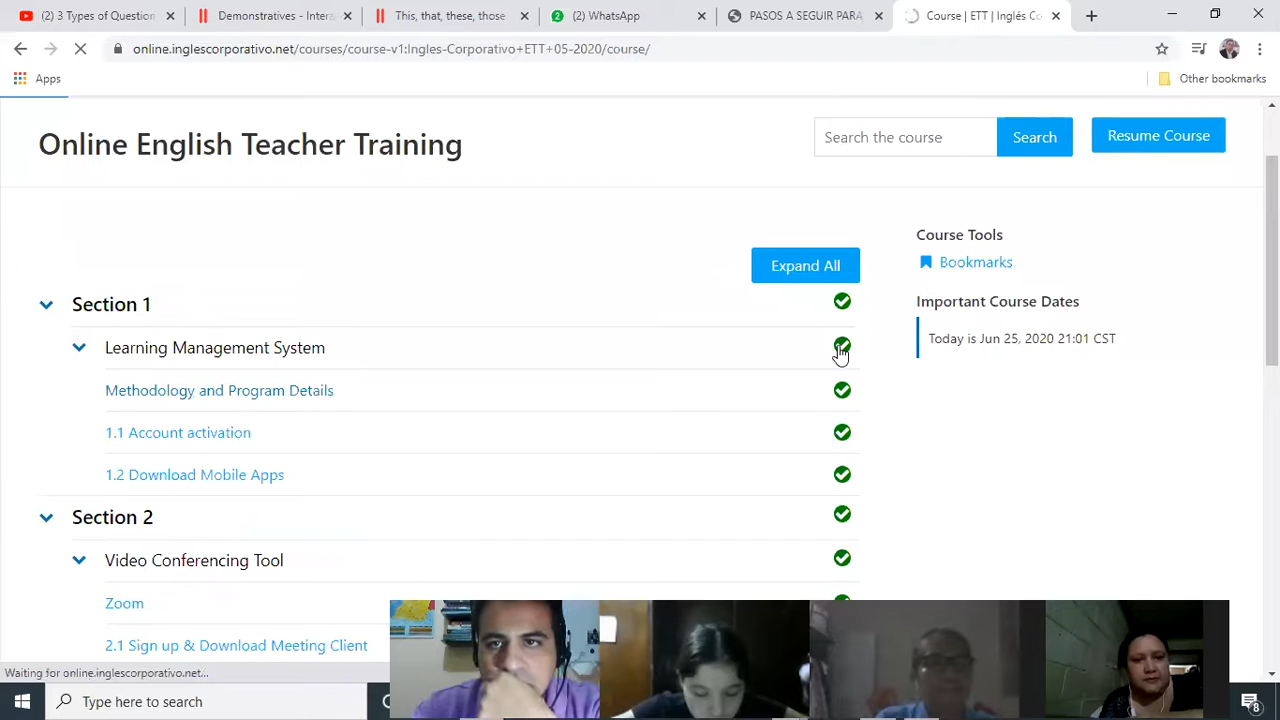 (3) 3 Types of Question
Demonstratives - Intera
This, that, these, those
(2) WhatsApp
PASOS A SEGUIR PARA
Course | ETT | Inglés Co
online.inglescorporativo.net/courses/course-v1:Ingles-Corporativo+ETT+05-2020/course/
Apps
Other bookmarks
Online English Teacher Training
Search the course
Search
Resume Course
Expand All
Course Tools
Bookmarks
Important Course Dates
Today is Jun 25, 2020 21:01 CST
Section 1
Learning Management System
Methodology and Program Details
1.1 Account activation
1.2 Download Mobile Apps
Section 2
Video Conferencing Tool
Zoom
2.1 Sign up & Download Meeting Client
Waiting for online.inglescorporativo.net...
Type here to search
8